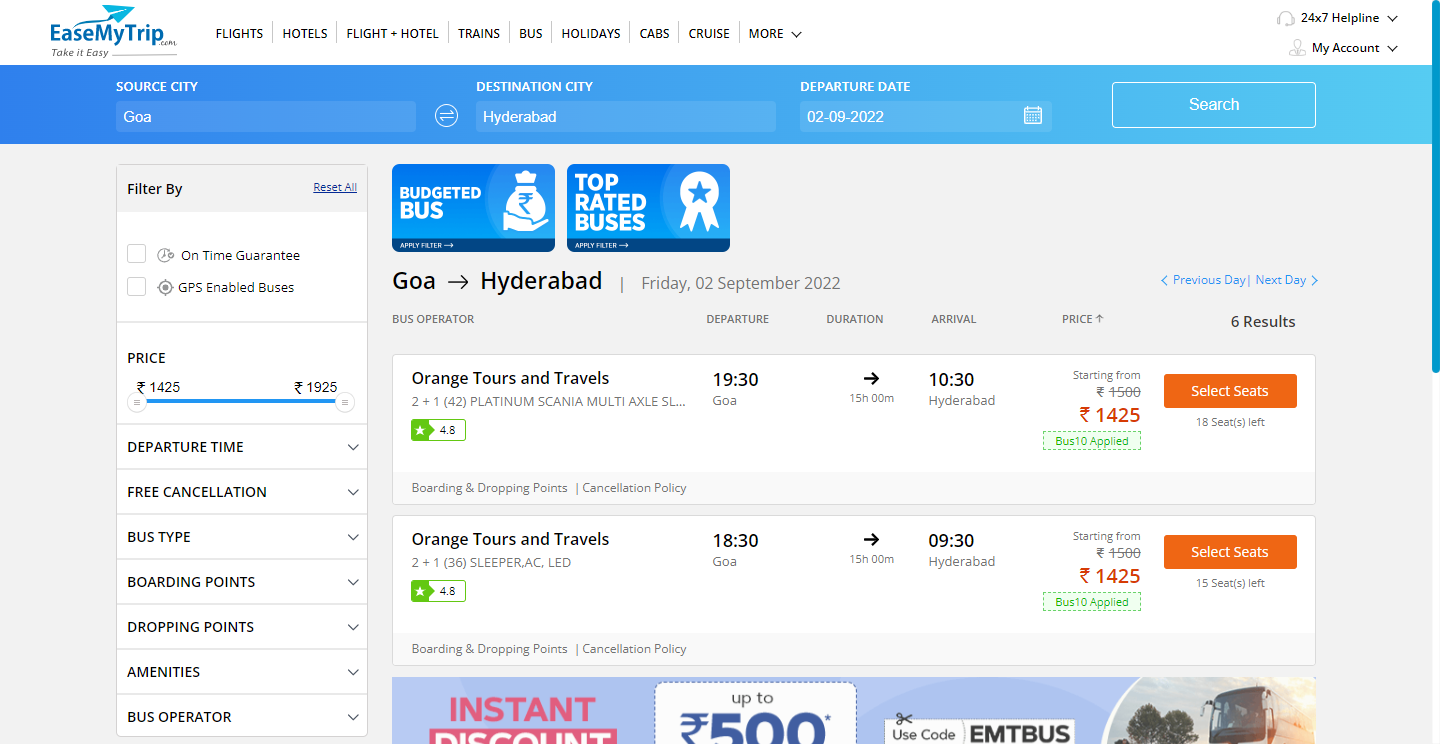 EaseMyTrip.com
Take it Easy
FLIGHTS
HOTELS
FLIGHT + HOTEL
TRAINS
BUS
HOLIDAYS
CABS
CRUISE
MORE
24x7 Helpline
My Account
SOURCE CITY
Goa
DESTINATION CITY
Hyderabad
DEPARTURE DATE
02-09-2022
Search
Filter By
Reset All
On Time Guarantee
GPS Enabled Buses
PRICE
₹ 1425
₹ 1925
DEPARTURE TIME
FREE CANCELLATION
BUS TYPE
BOARDING POINTS
DROPPING POINTS
AMENITIES
BUS OPERATOR
BUDGETED
BUS
APPLY FILTER →
TOP
RATED
BUSES
APPLY FILTER →
Goa → Hyderabad | Friday, 02 September 2022
Previous Day| Next Day
BUS OPERATOR
DEPARTURE
DURATION
ARRIVAL
PRICE ↑
6 Results
Orange Tours and Travels
2 + 1 (42) PLATINUM SCANIA MULTI AXLE SL...
4.8
19:30
Goa
→
15h 00m
10:30
Hyderabad
Starting from
₹ 1500
₹ 1425
Bus10 Applied
Select Seats
18 Seat(s) left
Boarding & Dropping Points | Cancellation Policy
Orange Tours and Travels
2 + 1 (36) SLEEPER,AC, LED
4.8
18:30
Goa
→
15h 00m
09:30
Hyderabad
Starting from
₹ 1500
₹ 1425
Bus10 Applied
Select Seats
15 Seat(s) left
Boarding & Dropping Points | Cancellation Policy
INSTANT
DISCOUNT
up to
₹500*
Use Code
EMTBUS